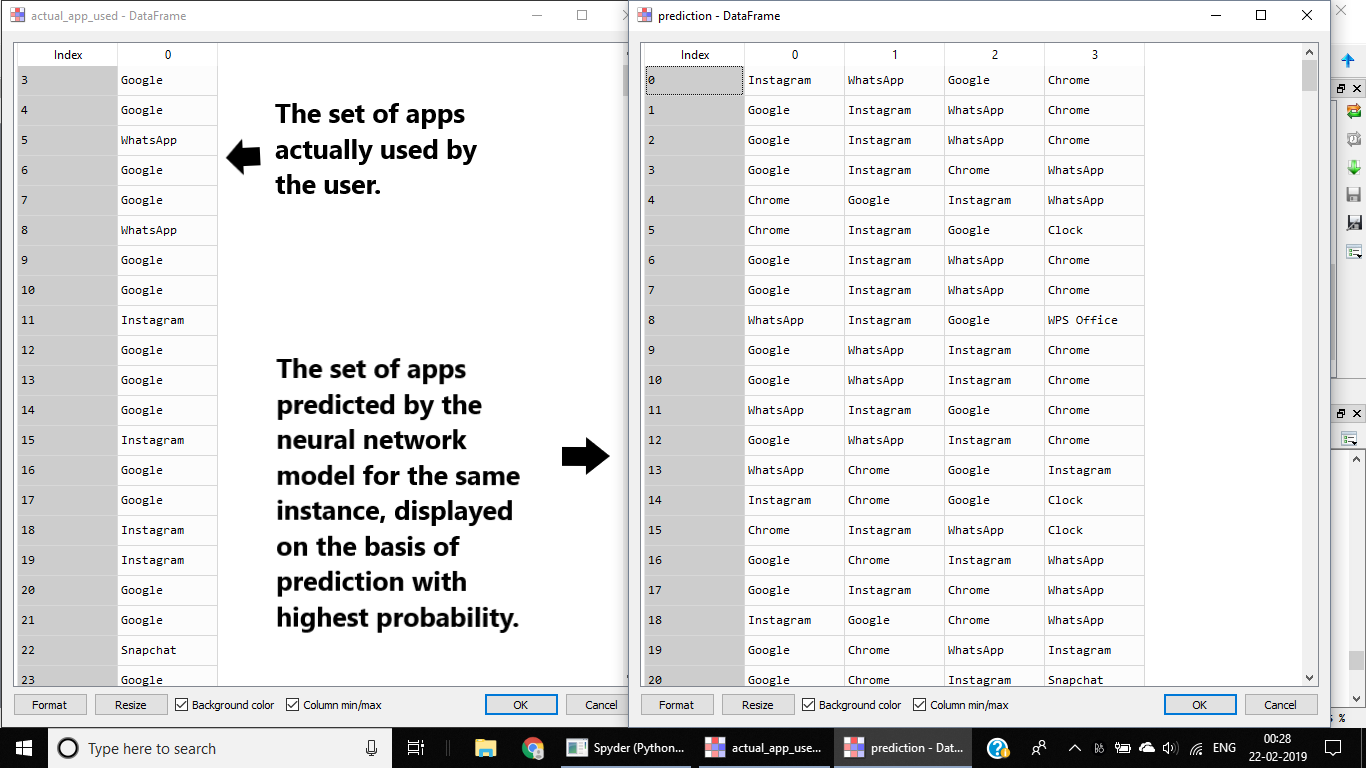 actual_app_used - DataFrame
Index 0
3 Google
4 Google
5 WhatsApp
6 Google
7 Google
8 WhatsApp
9 Google
10 Google
11 Instagram
12 Google
13 Google
14 Google
15 Instagram
16 Google
17 Google
18 Instagram
19 Instagram
20 Google
21 Google
22 Snapchat
23 Google
Format Resize Background color Column min/max OK Cancel
The set of apps
actually used by
the user.
The set of apps
predicted by the
neural network
model for the same
instance, displayed
on the basis of
prediction with
highest probability.
prediction - DataFrame
Index 0 1 2 3
0 Instagram WhatsApp Google Chrome
1 Google Instagram WhatsApp Chrome
2 Google Instagram WhatsApp Chrome
3 Google Instagram Chrome WhatsApp
4 Chrome Google Instagram WhatsApp
5 Chrome Instagram Google Clock
6 Google Instagram WhatsApp Chrome
7 Google Instagram WhatsApp Chrome
8 WhatsApp Instagram Google WPS Office
9 Google WhatsApp Instagram Chrome
10 Google WhatsApp Instagram Chrome
11 WhatsApp Instagram Google Chrome
12 Google WhatsApp Instagram Chrome
13 WhatsApp Chrome Google Instagram
14 Instagram Chrome Google Clock
15 Chrome Instagram WhatsApp Clock
16 Google Chrome Instagram WhatsApp
17 Google Instagram Chrome WhatsApp
18 Instagram Google Chrome WhatsApp
19 Google Chrome WhatsApp Instagram
20 Google Chrome Instagram Snapchat
Format Resize Background color Column min/max OK Cancel
%
Type here to search
Spyder (Python...
actual_app_use...
prediction - Dat...
ENG
00:28
22-02-2019